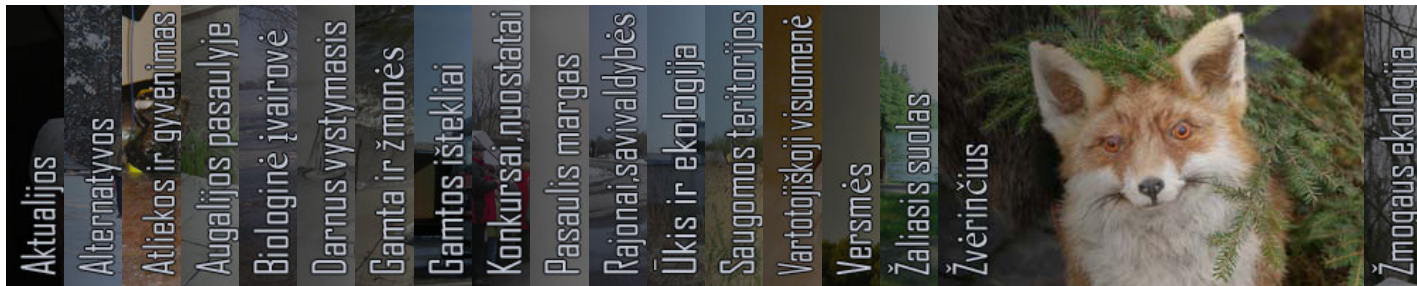 Aktualijos
Alternatyvos
Atliekos ir gyvenimas
Augalijos pasaulyje
Biologinė įvairovė
Darnus vystymasis
Gamta ir žmonės
Gamtos ištekliai
Konkursai,nuostatai
Pasaulis margas
Rajonai,savivaldybės
Ūkis ir ekologija
Saugomos teritorijos
Vartotojiškoji visuomenė
Versmės
Žaliasis suolas
Žvėrinčius
Žmogaus ekologija